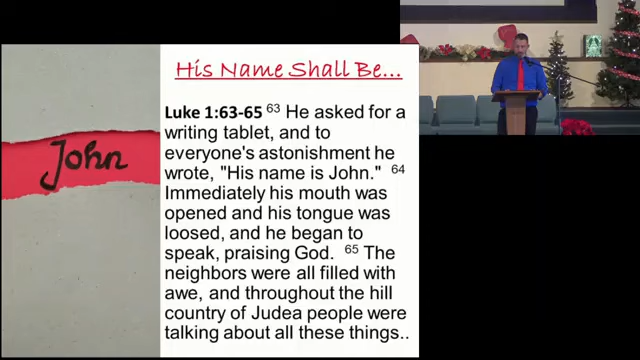 His Name Shall Be...
John
Luke 1:63-65 63 He asked for a
writing tablet, and to
everyone's astonishment he
wrote, "His name is John." 64
Immediately his mouth was
opened and his tongue was
loosed, and he began to
speak, praising God. 65 The
neighbors were all filled with
awe, and throughout the hill
country of Judea people were
talking about all these things..